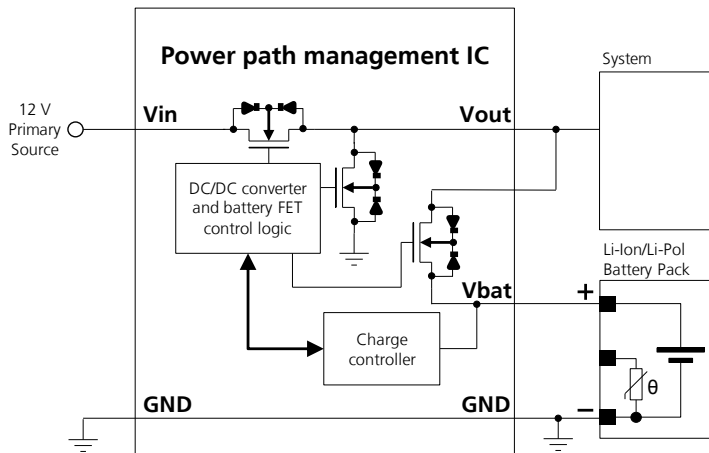 Power path management IC
System
12 V
Primary
Source
Vin
Vout
DC/DC converter
and battery FET
control logic
Li-Ion/Li-Pol
Battery Pack
Vbat
+
Charge
controller
θ
GND
GND
−